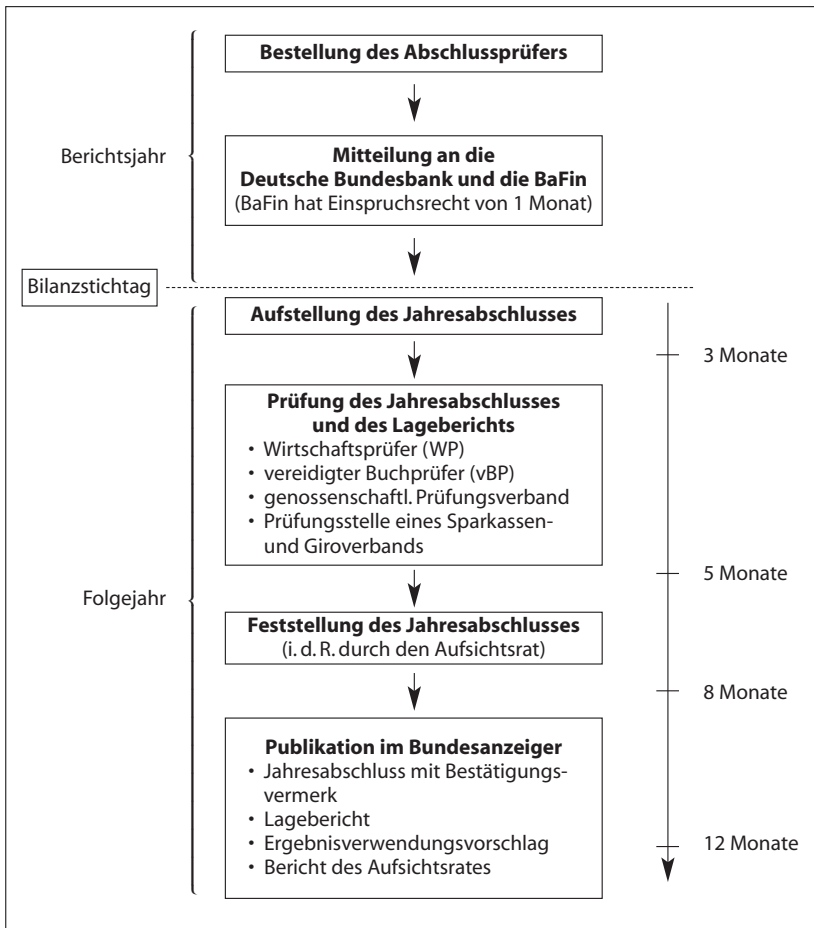 Bestellung des Abschlussprüfers
Berichtsjahr
Mitteilung an die
Deutsche Bundesbank und die BaFin
(BaFin hat Einspruchsrecht von 1 Monat)
Bilanzstichtag
Aufstellung des Jahresabschlusses
3 Monate
Prüfung des Jahresabschlusses
und des Lageberichts
• Wirtschaftsprüfer (WP)
• vereidigter Buchprüfer (vBP)
• genossenschaftl. Prüfungsverband
• Prüfungsstelle eines Sparkassen-
und Giroverbands
5 Monate
Folgejahr
Feststellung des Jahresabschlusses
(i. d. R. durch den Aufsichtsrat)
8 Monate
Publikation im Bundesanzeiger
• Jahresabschluss mit Bestätigungs-
vermerk
• Lagebericht
• Ergebnisverwendungsvorschlag
• Bericht des Aufsichtsrates
12 Monate